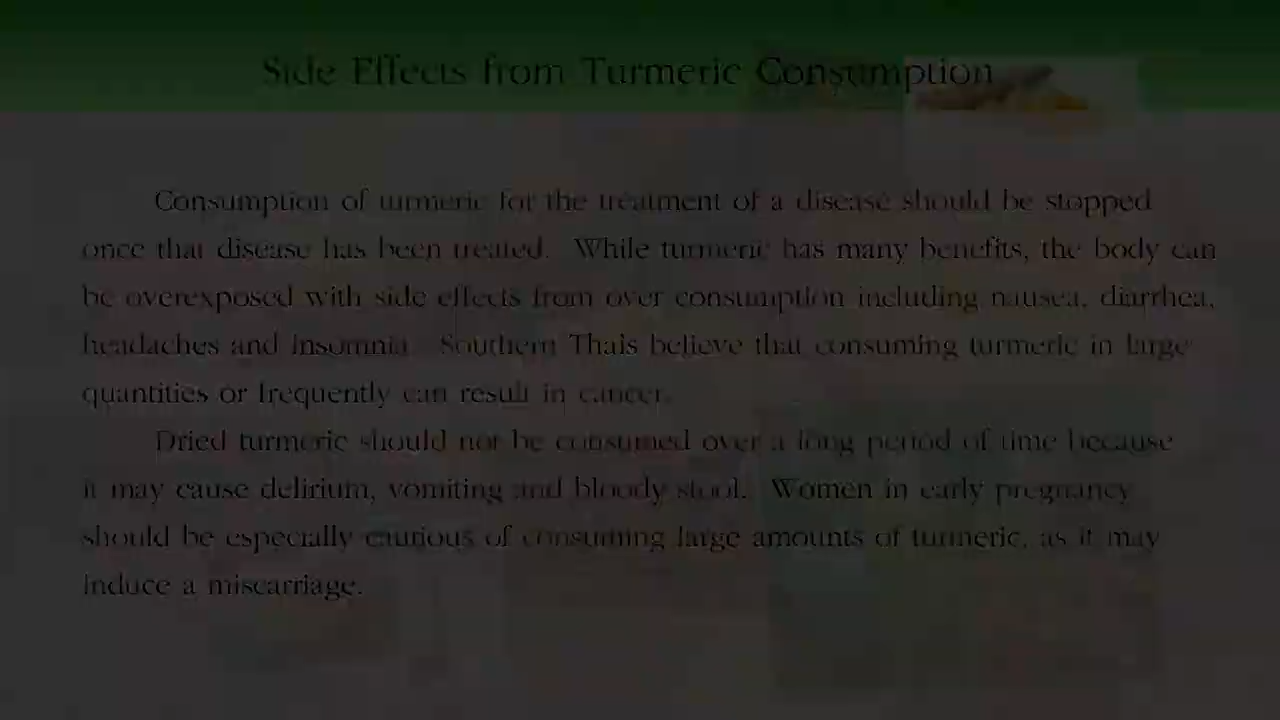 Side Effects from Turmeric Consumption
Consumption of turmeric for the treatment of a disease should be stopped
once that disease has been treated. While turmeric has many benefits, the body can
be overexposed with side effects from over consumption including nausea, diarrhea,
headaches and insomnia. Southern Thais believe that consuming turmeric in large
quantities or frequently can result in cancer.
Dried turmeric should not be consumed over a long period of time because
it may cause delirium, vomiting and bloody stool. Women in early pregnancy
should be especially cautious of consuming large amounts of turmeric, as it may
induce a miscarriage.